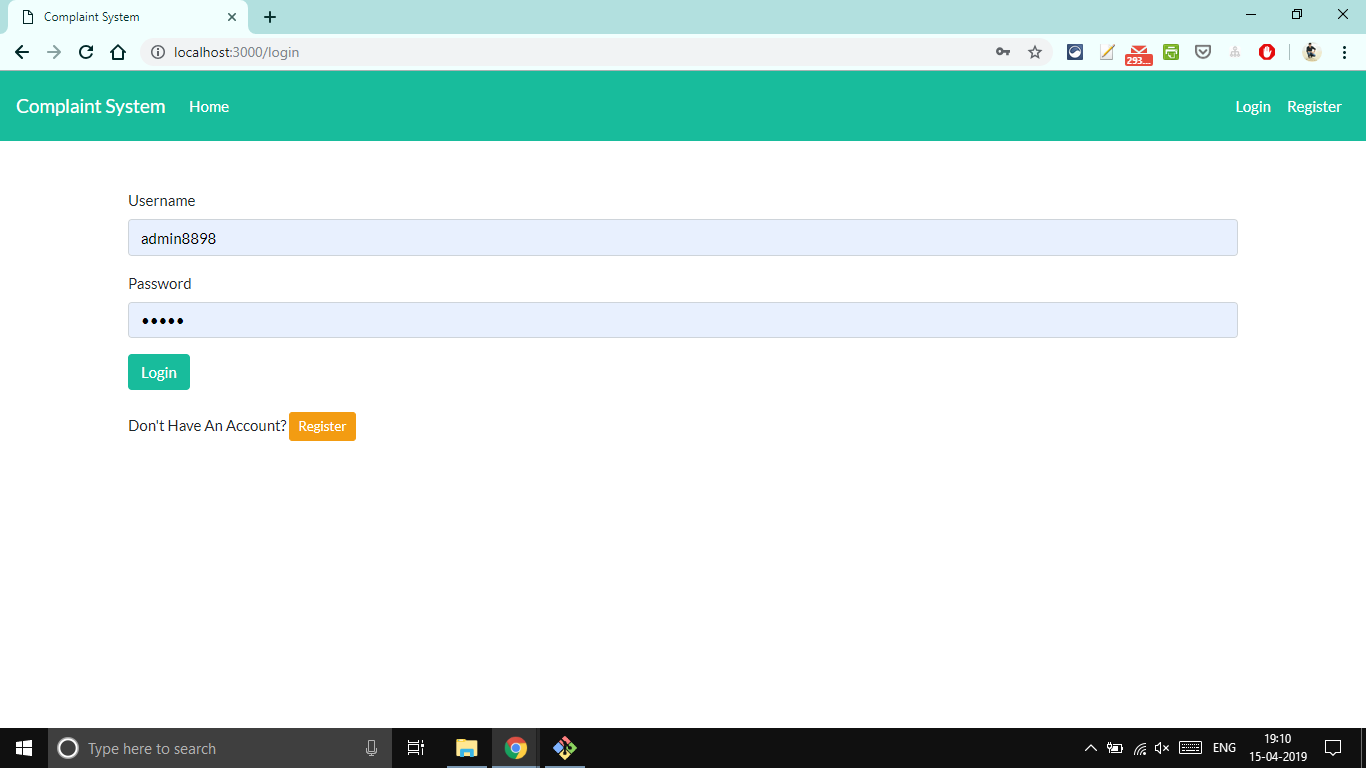 Complaint System
localhost:3000/login
293...
Complaint System Home Login Register
Username
admin8898
Password
•••••
Login
Don't Have An Account? Register
Type here to search
ENG
19:10
15-04-2019